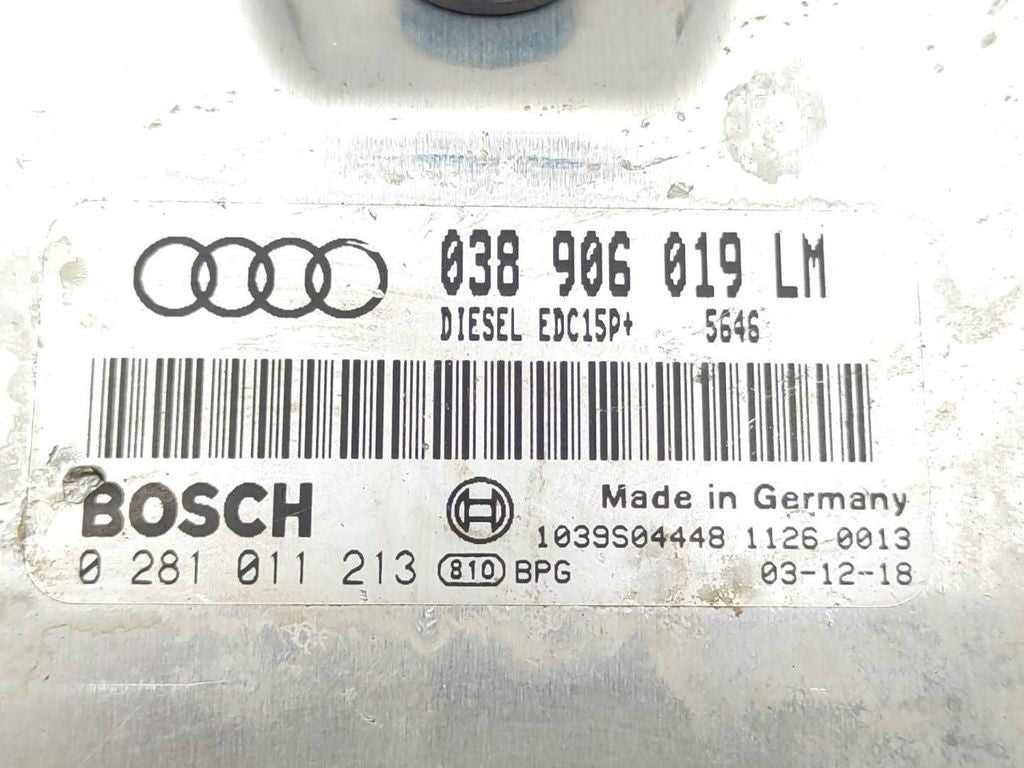 038 906 019 LM
DIESEL EDC15P+ 5646
BOSCH
Made in Germany
1039S04448 1126 0013
0 281 011 213 810 BPG 03-12-18